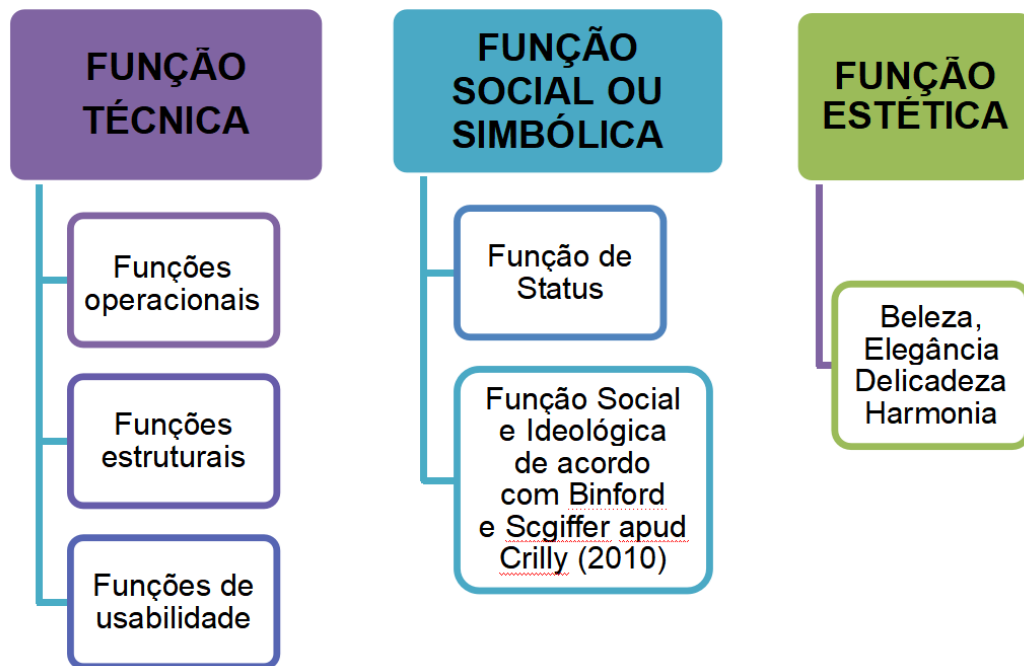 FUNÇÃO
TÉCNICA
Funções
operacionais
Funções
estruturais
Funções de
usabilidade
FUNÇÃO
SOCIAL OU
SIMBÓLICA
Função de
Status
Função Social
e Ideológica
de acordo
com Binford
e Scgiffer apud
Crilly (2010)
FUNÇÃO
ESTÉTICA
Beleza,
Elegância
Delicadeza
Harmonia